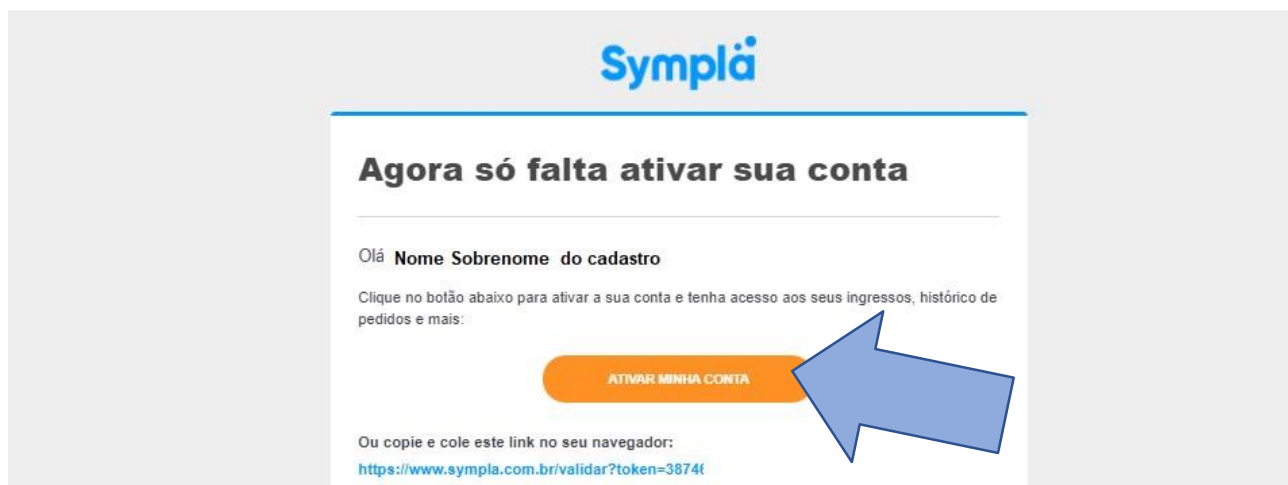 Sympla
Agora só falta ativar sua conta
Olá Nome Sobrenome do cadastro
Clique no botão abaixo para ativar a sua conta e tenha acesso aos seus ingressos, histórico de
pedidos e mais:
ATIVAR MINHA CONTA
Ou copie e cole este link no seu navegador:
https://www.sympla.com.br/validar?token=38746